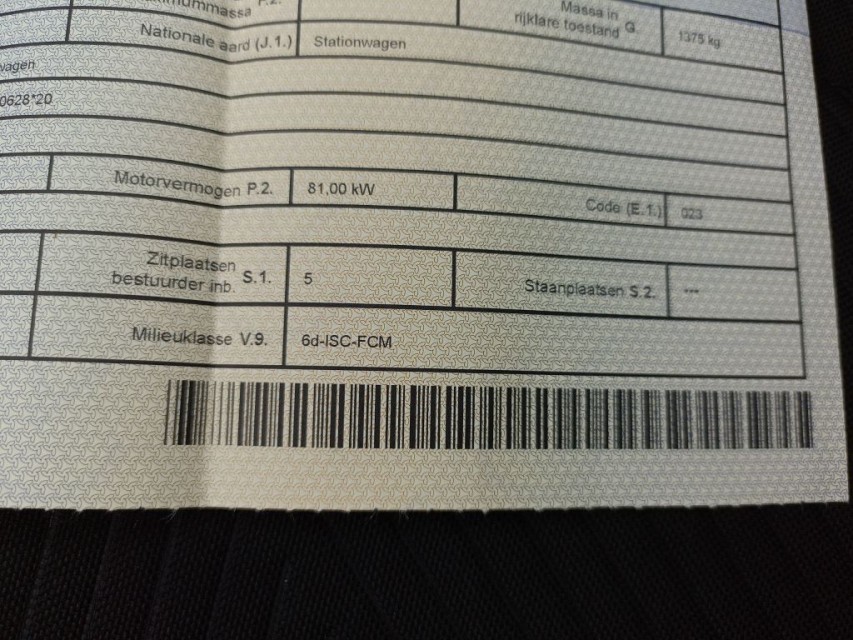 P.2.
Massa in
rijklare toestand G
1375 kg
Nationale aard (J.1.)
Stationwagen
wagen
0628*20
Motorvermogen P.2.
81,00 kW
Code (E.1.)
023
Zitplaatsen
bestuurder inb. S.1.
5
Staanplaatsen S.2.
---
Milieuklasse V.9.
6d-ISC-FCM